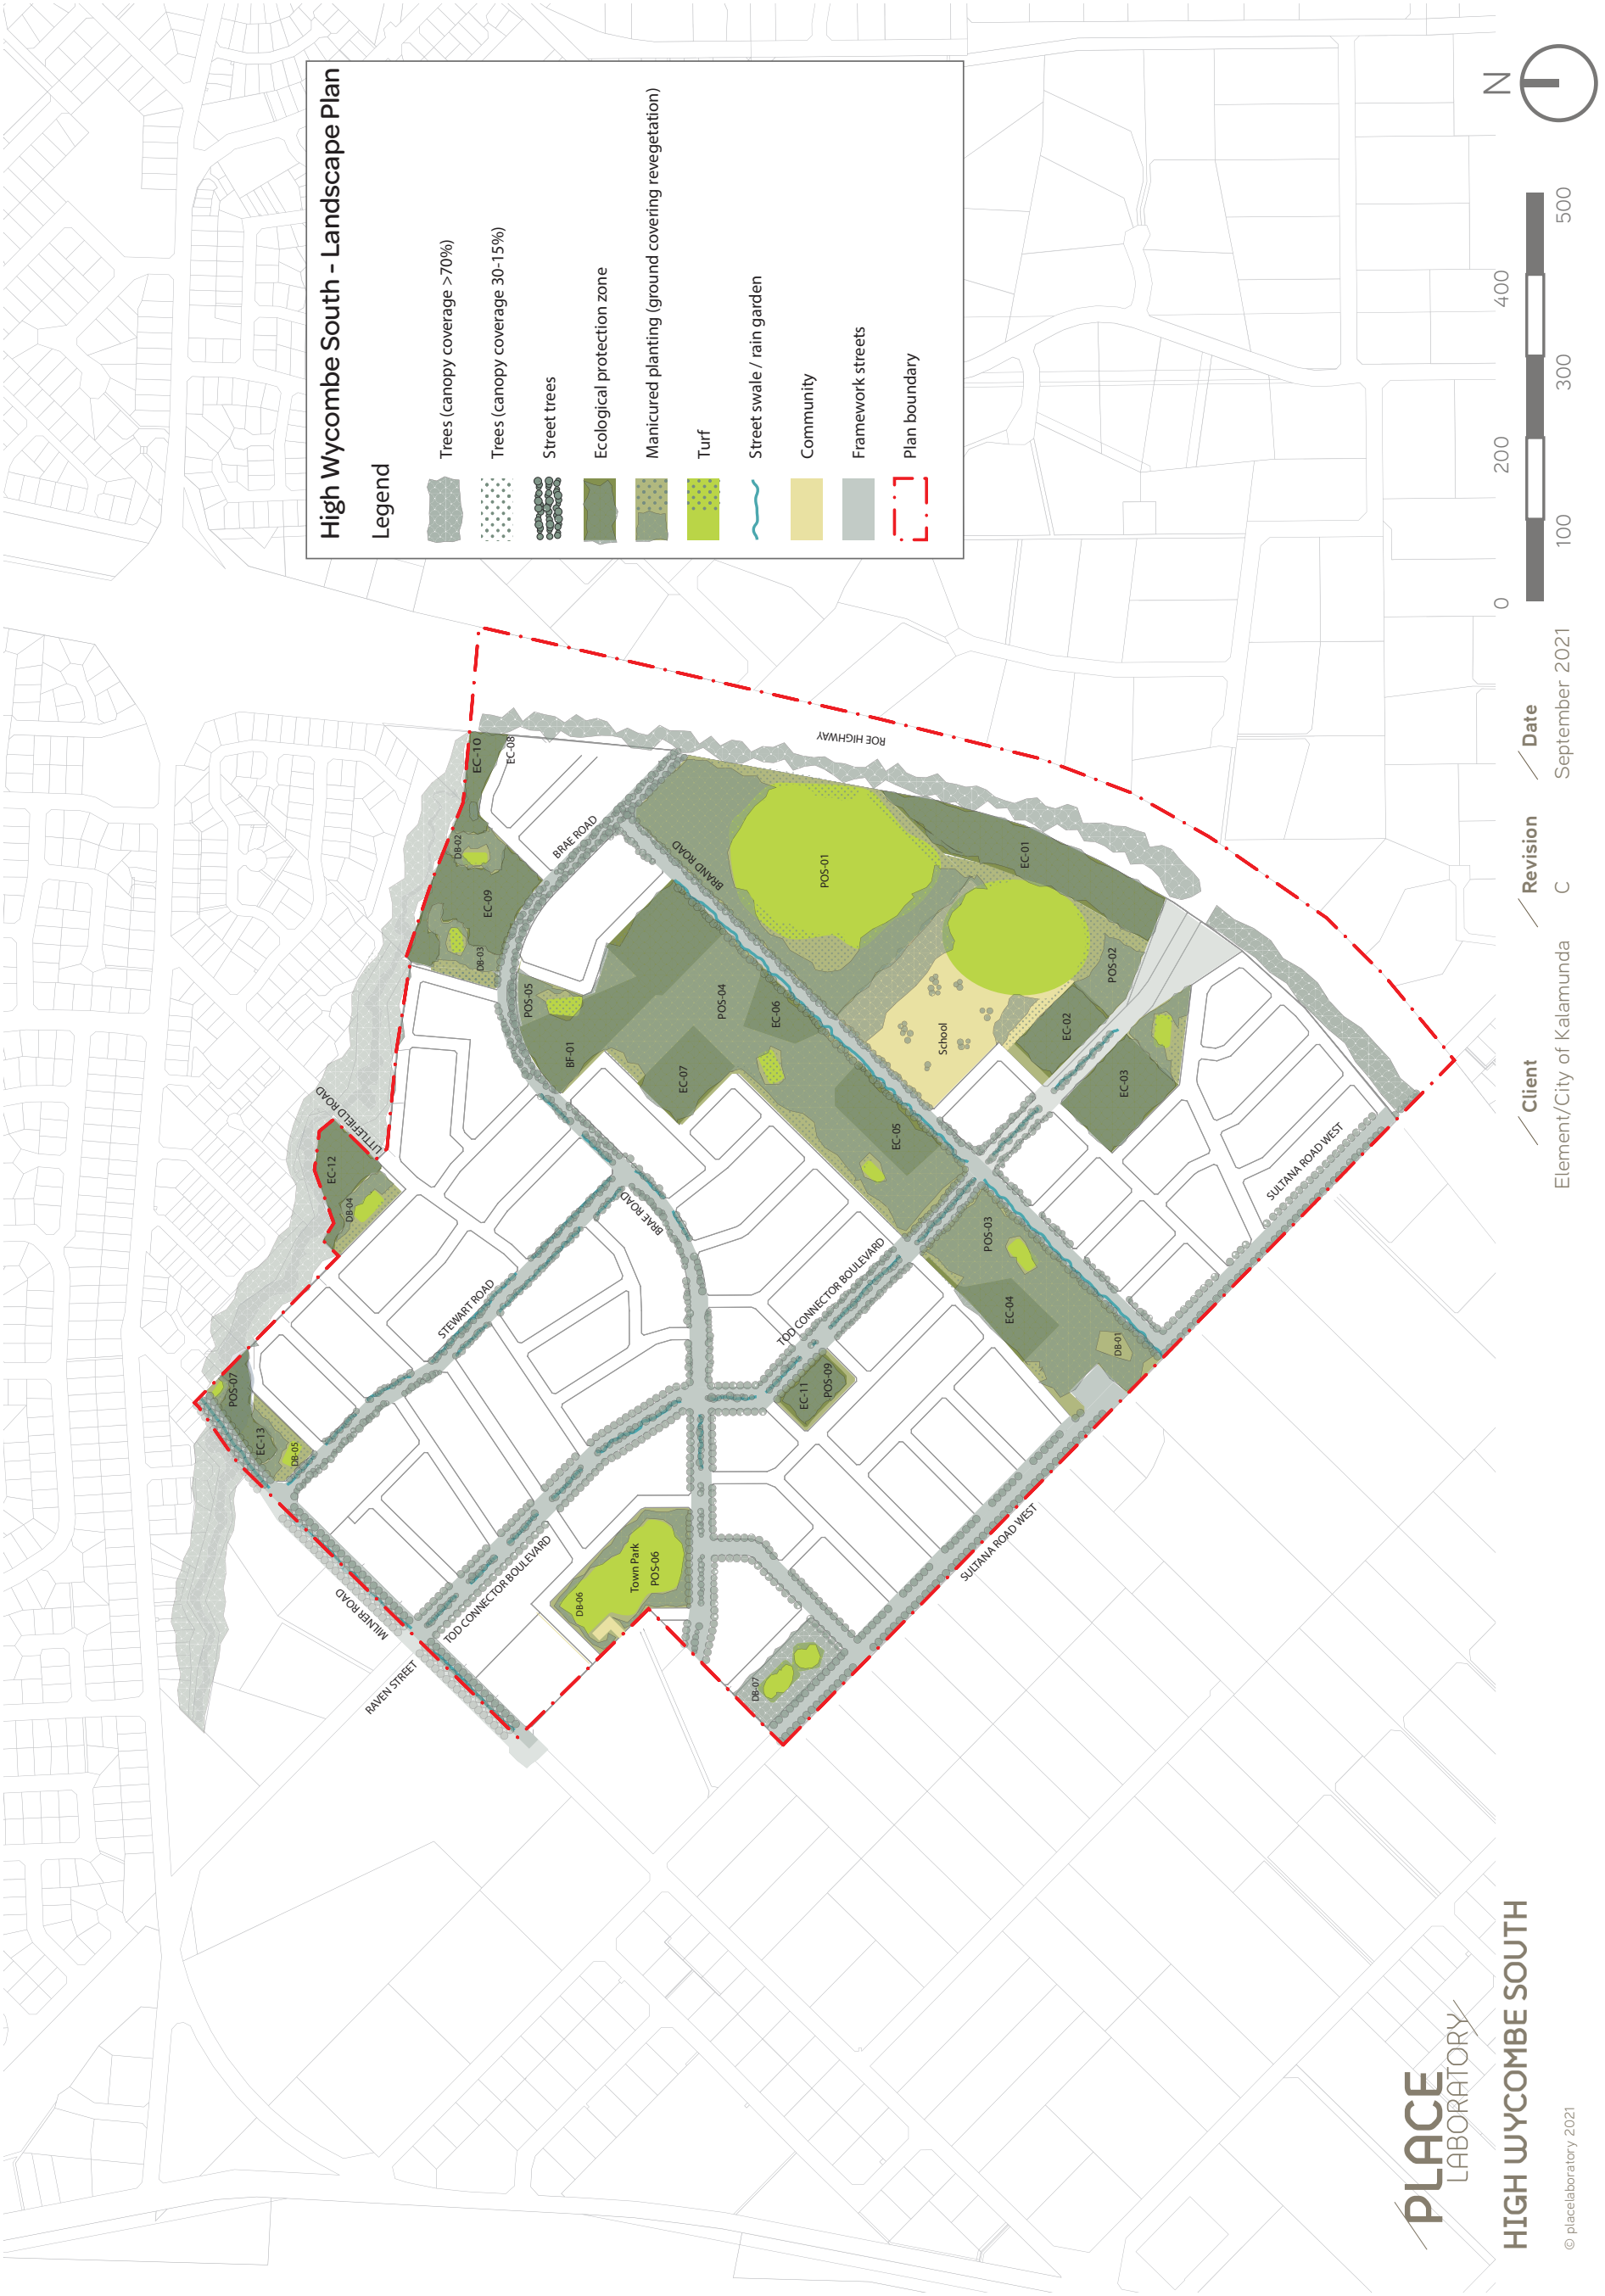 High Wycombe South - Landscape Plan
Legend
Trees (canopy coverage >70%)
Trees (canopy coverage 30-15%)
Street trees
Ecological protection zone
Manicured planting (ground covering revegetation)
Turf
Street swale / rain garden
Community
Framework streets
Plan boundary
N
0
100
200
300
400
500
MILNER ROAD
RAVEN STREET
TOD CONNECTOR BOULEVARD
STEWART ROAD
LITTLEFIELD ROAD
BRAE ROAD
BRAE ROAD
BRAND ROAD
ROE HIGHWAY
TOD CONNECTOR BOULEVARD
SULTANA ROAD WEST
SULTANA ROAD WEST
POS-07
EC-13
DB-05
EC-12
DB-04
EC-10
EC-08
DB-02
EC-09
DB-03
POS-05
BF-01
EC-07
POS-04
EC-06
EC-05
POS-01
EC-01
School
POS-02
EC-02
EC-03
POS-03
EC-04
DB-01
EC-11
POS-09
Town Park
POS-06
DB-06
DB-07
PLACE
LABORATORY
HIGH WYCOMBE SOUTH
© placelaboratory 2021
Client
Element/City of Kalamunda
Revision
C
Date
September 2021